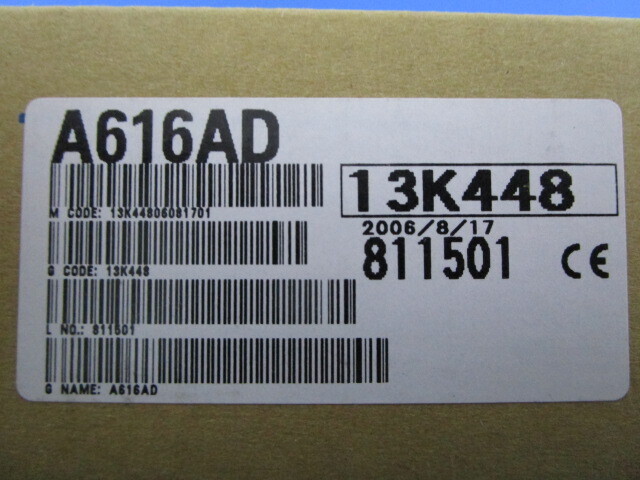 A616AD
M CODE: 13K44806081701
13K448
2006/8/17
G CODE: 13K448
811501 CE
L NO.: 811501
G NAME: A616AD